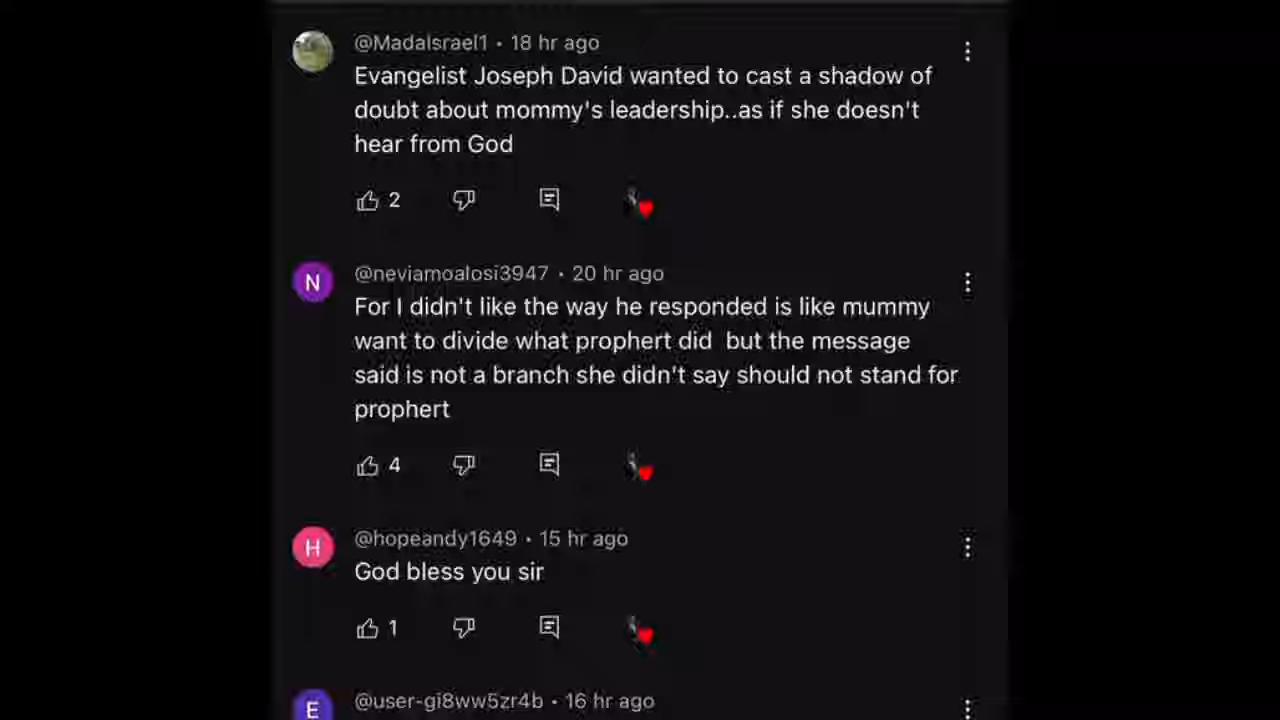 @MadaIsrael1 • 18 hr ago
Evangelist Joseph David wanted to cast a shadow of
doubt about mommy's leadership..as if she doesn't
hear from God
2
N
@neviamoalosi3947 • 20 hr ago
For I didn't like the way he responded is like mummy
want to divide what prophert did  but the message
said is not a branch she didn't say should not stand for
prophert
4
H
@hopeandy1649 • 15 hr ago
God bless you sir
1
E
@user-gi8ww5zr4b • 16 hr ago